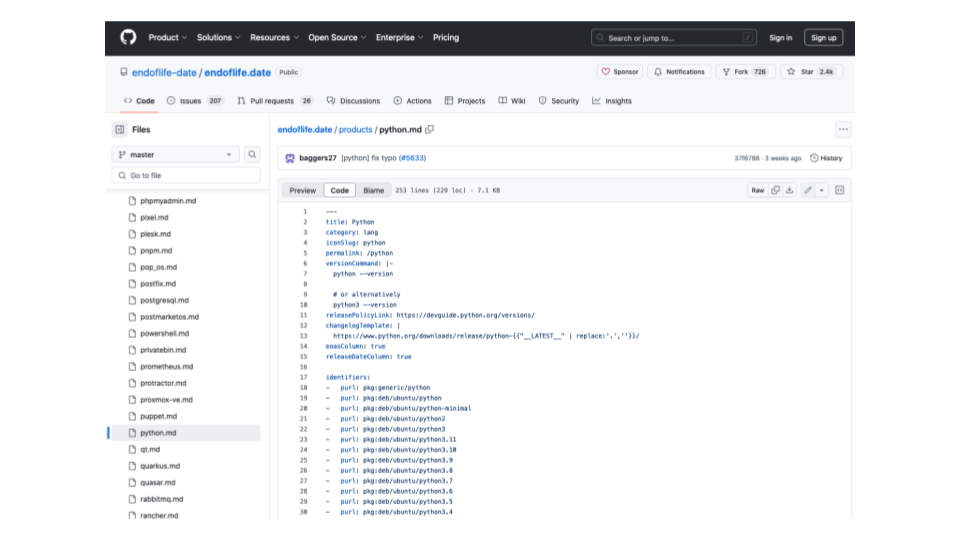 Product Solutions Resources Open Source Enterprise Pricing Search or jump to... / Sign in Sign up
endoflife-date / endoflife.date Public Sponsor Notifications Fork 726 Star 2.4k
Code Issues 207 Pull requests 26 Discussions Actions Projects Wiki Security Insights
Files
master
Go to file
phpmyadmin.md
pixel.md
plesk.md
pnpm.md
pop_os.md
postfix.md
postgresql.md
postmarketos.md
powershell.md
privatebin.md
prometheus.md
protractor.md
proxmox-ve.md
puppet.md
python.md
qt.md
quarkus.md
quasar.md
rabbitmq.md
rancher.md
endoflife.date / products / python.md
baggers27 [python] fix typo (#5633) 37f6788 · 3 weeks ago History
Preview Code Blame 253 lines (229 loc) · 7.1 KB Raw
1 ---
2 title: Python
3 category: lang
4 iconSlug: python
5 permalink: /python
6 versionCommand: |-
7 python --version
8
9 # or alternatively
10 python3 --version
11 releasePolicyLink: https://devguide.python.org/versions/
12 changelogTemplate: |
13 https://www.python.org/downloads/release/python-{{"__LATEST__" | replace:'.',''}}/
14 eoasColumn: true
15 releaseDateColumn: true
16
17 identifiers:
18 - purl: pkg:generic/python
19 - purl: pkg:deb/ubuntu/python
20 - purl: pkg:deb/ubuntu/python-minimal
21 - purl: pkg:deb/ubuntu/python2
22 - purl: pkg:deb/ubuntu/python3
23 - purl: pkg:deb/ubuntu/python3.11
24 - purl: pkg:deb/ubuntu/python3.10
25 - purl: pkg:deb/ubuntu/python3.9
26 - purl: pkg:deb/ubuntu/python3.8
27 - purl: pkg:deb/ubuntu/python3.7
28 - purl: pkg:deb/ubuntu/python3.6
29 - purl: pkg:deb/ubuntu/python3.5
30 - purl: pkg:deb/ubuntu/python3.4